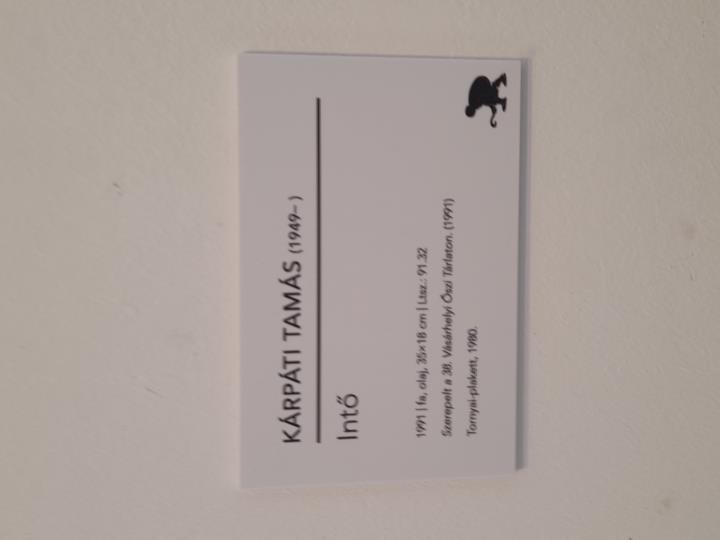 KÁRPÁTI TAMÁS (1949– )
Intő
1991 | fa, olaj, 35×18 cm | Ltsz.: 91.32
Szerepelt a 38. Vásárhelyi Őszi Tárlaton. (1991)
Tornyai-plakett, 1980.